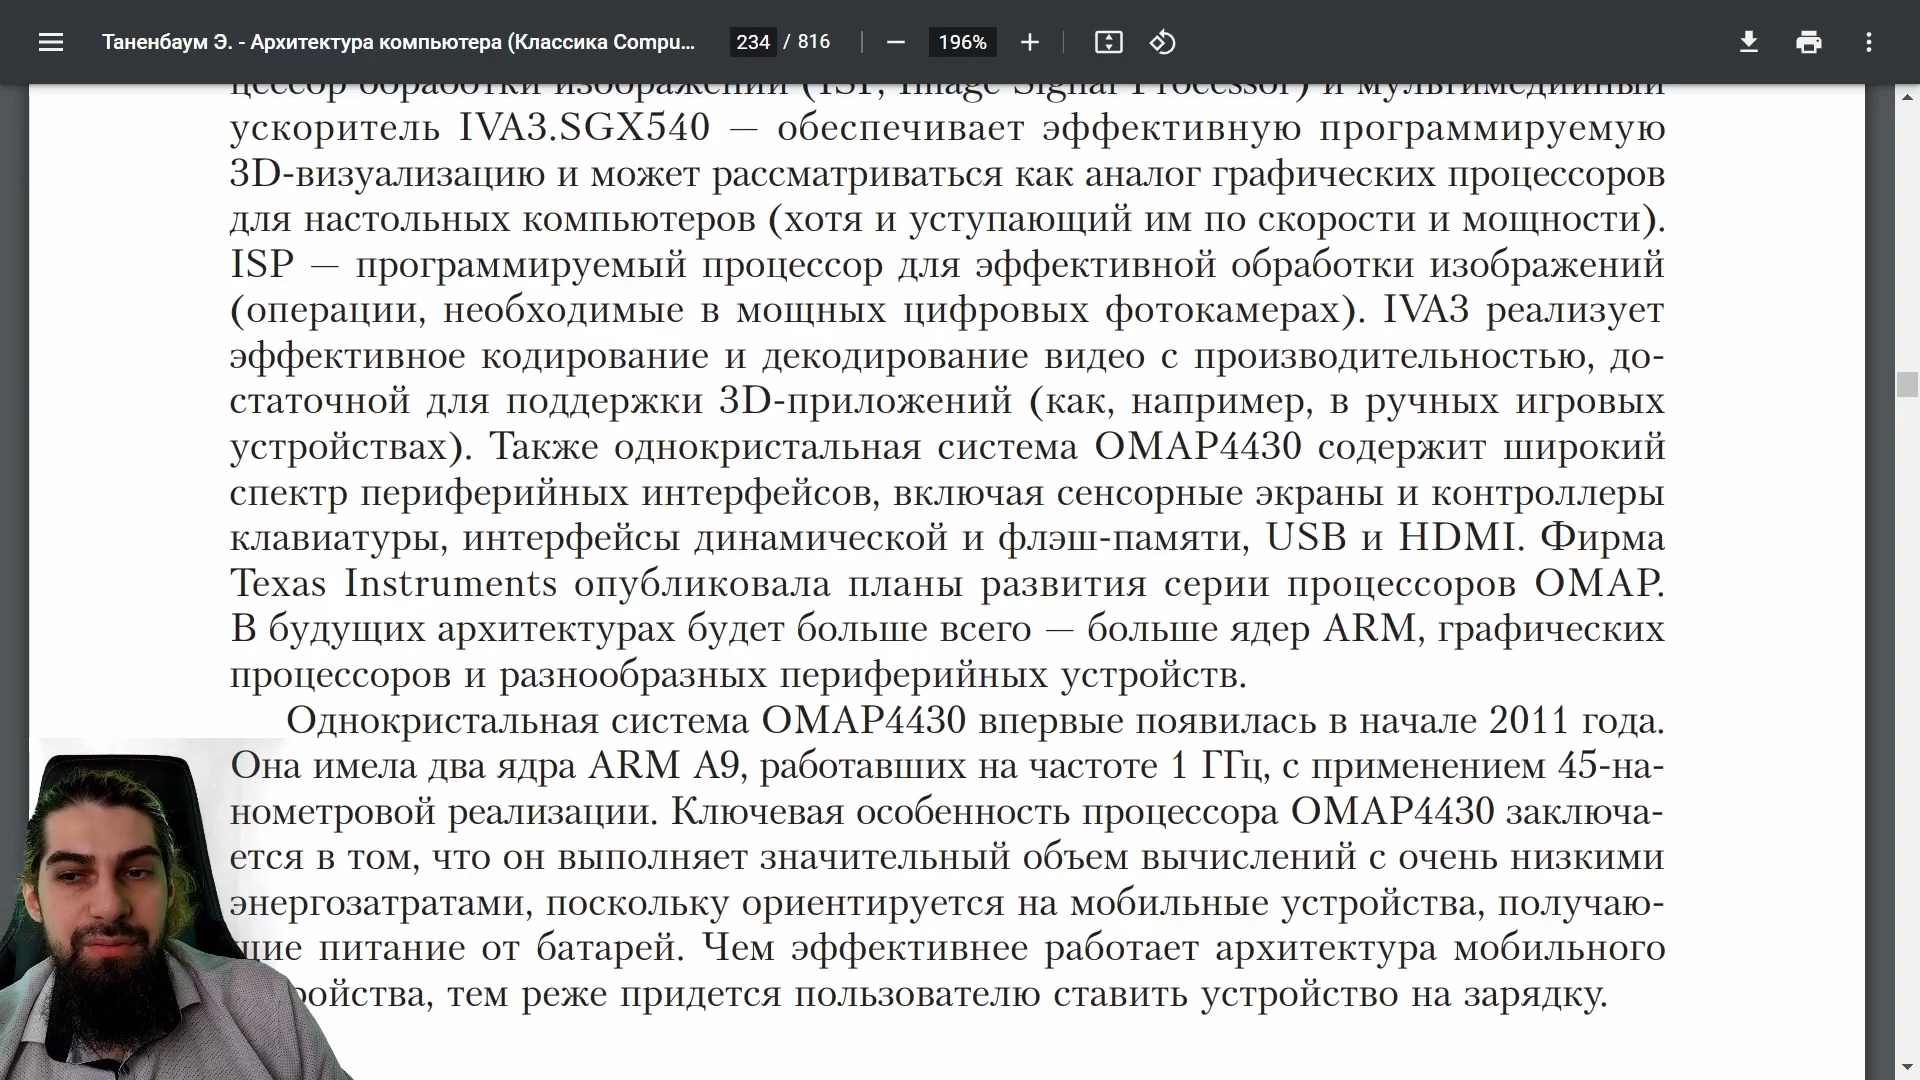 Таненбаум Э. - Архитектура компьютера (Классика Compu...
234 / 816
196%
цессор обработки изображений (ISP, Image Signal Processor) и мультимедийный
ускоритель IVA3.SGX540 — обеспечивает эффективную программируемую
3D-визуализацию и может рассматриваться как аналог графических процессоров
для настольных компьютеров (хотя и уступающий им по скорости и мощности).
ISP — программируемый процессор для эффективной обработки изображений
(операции, необходимые в мощных цифровых фотокамерах). IVA3 реализует
эффективное кодирование и декодирование видео с производительностью, до-
статочной для поддержки 3D-приложений (как, например, в ручных игровых
устройствах). Также однокристальная система OMAP4430 содержит широкий
спектр периферийных интерфейсов, включая сенсорные экраны и контроллеры
клавиатуры, интерфейсы динамической и флэш-памяти, USB и HDMI. Фирма
Texas Instruments опубликовала планы развития серии процессоров OMAP.
В будущих архитектурах будет больше всего — больше ядер ARM, графических
процессоров и разнообразных периферийных устройств.
Однокристальная система OMAP4430 впервые появилась в начале 2011 года.
Она имела два ядра ARM A9, работавших на частоте 1 ГГц, с применением 45-на-
нометровой реализации. Ключевая особенность процессора OMAP4430 заключа-
ется в том, что он выполняет значительный объем вычислений с очень низкими
энергозатратами, поскольку ориентируется на мобильные устройства, получаю-
щие питание от батарей. Чем эффективнее работает архитектура мобильного
ройства, тем реже придется пользователю ставить устройство на зарядку.